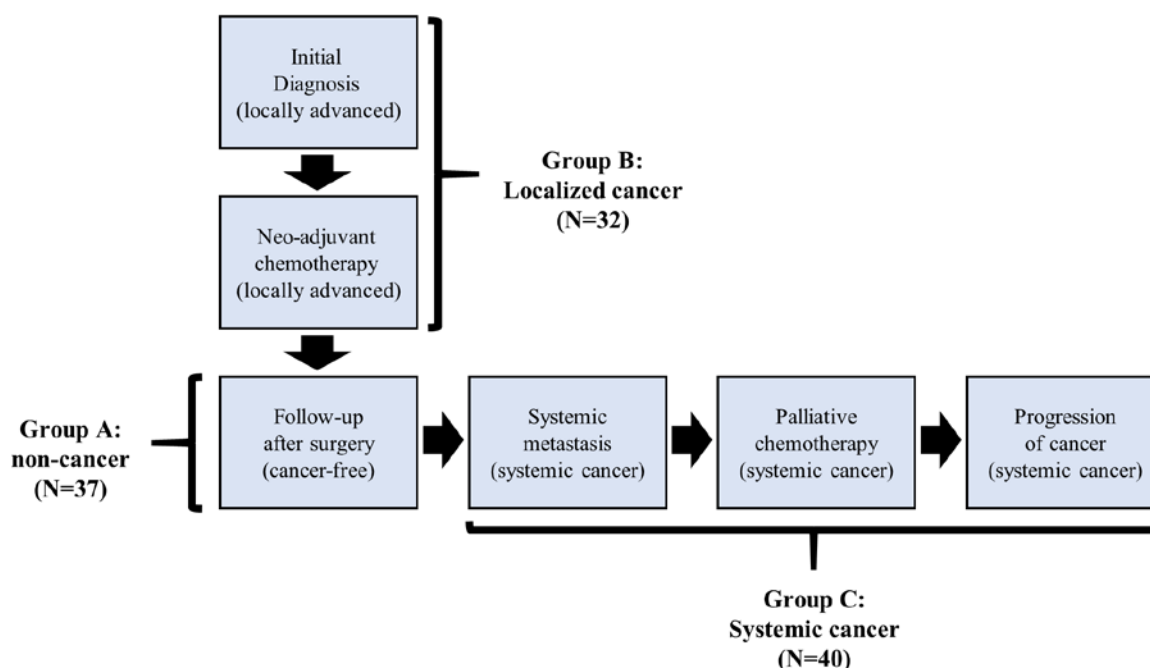 Initial
Diagnosis
(locally advanced)
Group B:
Localized cancer
(N=32)
Neo-adjuvant
chemotherapy
(locally advanced)
Group A:
non-cancer
(N=37)
Follow-up
after surgery
(cancer-free)
Systemic
metastasis
(systemic cancer)
Palliative
chemotherapy
(systemic cancer)
Progression
of cancer
(systemic cancer)
Group C:
Systemic cancer
(N=40)